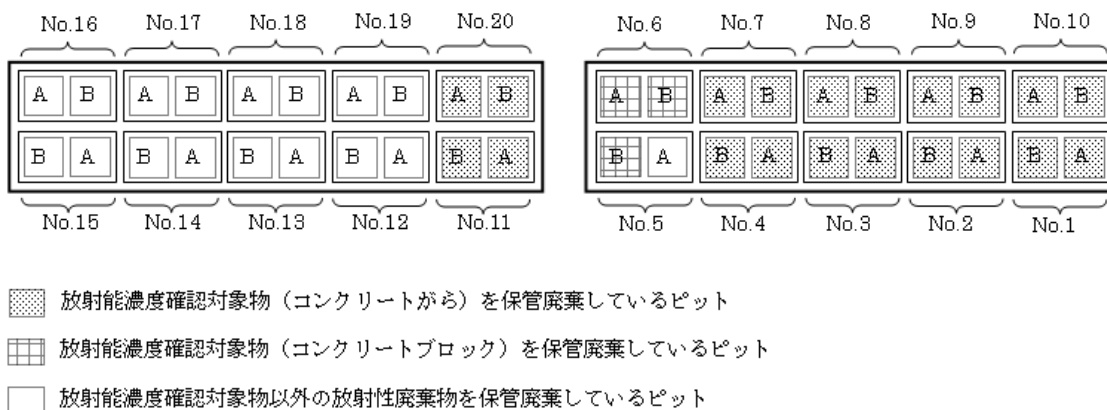 No.16 No.17 No.18 No.19 No.20 No.6 No.7 No.8 No.9 No.10
A B A B A B A B A B A B A B A B A B A B
B A B A B A B A B A B A B A B A B A B A
No.15 No.14 No.13 No.12 No.11 No.5 No.4 No.3 No.2 No.1
放射能濃度確認対象物（コンクリートがら）を保管廃棄しているピット
放射能濃度確認対象物（コンクリートブロック）を保管廃棄しているピット
放射能濃度確認対象物以外の放射性廃棄物を保管廃棄しているピット